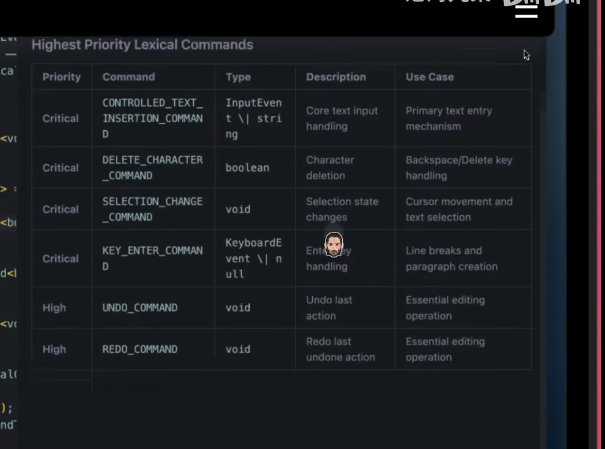 Highest Priority Lexical Commands
Priority Command Type Description Use Case
Critical CONTROLLED_TEXT_INSERTION_COMMAND InputEvent \| string Core text input handling Primary text entry mechanism
Critical DELETE_CHARACTER_COMMAND boolean Character deletion Backspace/Delete key handling
Critical SELECTION_CHANGE_COMMAND void Selection state changes Cursor movement and text selection
Critical KEY_ENTER_COMMAND KeyboardEvent \| null handling Line breaks and paragraph creation
High UNDO_COMMAND void Undo last action Essential editing operation
High REDO_COMMAND void Redo last undone action Essential editing operation